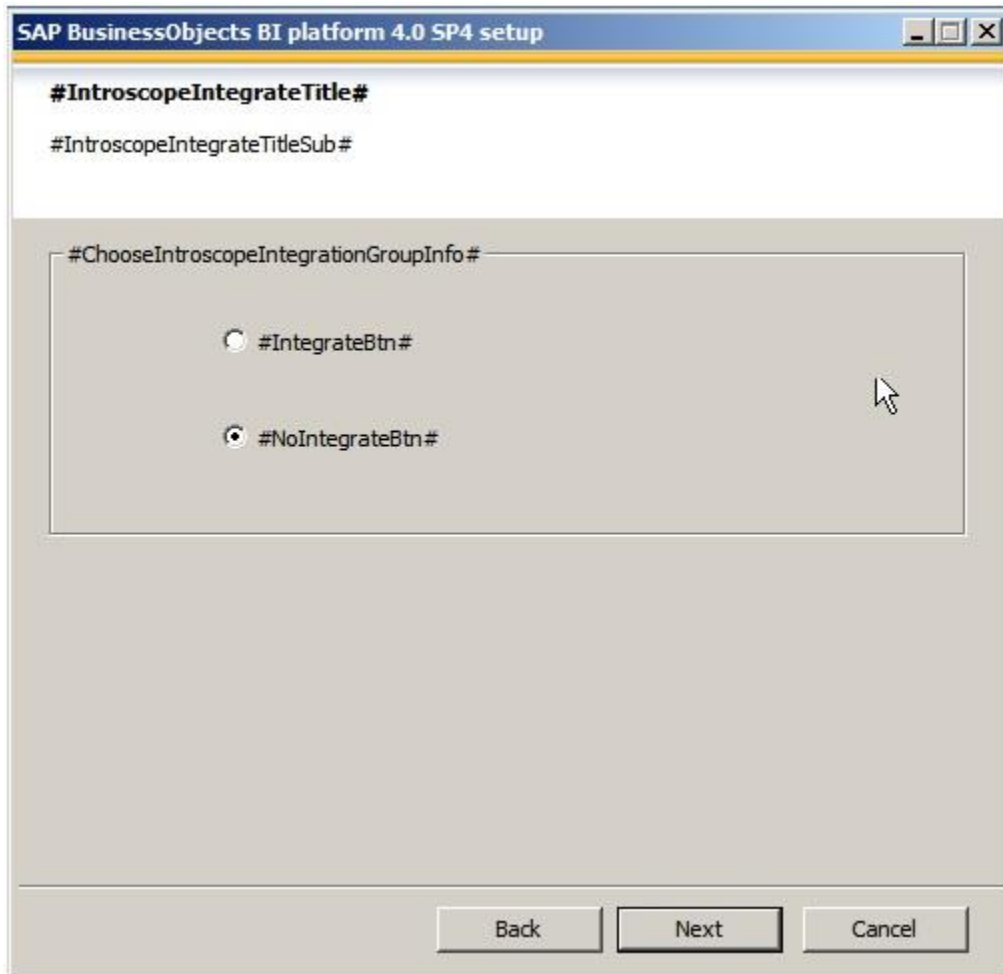 SAP BusinessObjects BI platform 4.0 SP4 setup
#IntroscopeIntegrateTitle#
#IntroscopeIntegrateTitleSub#
#ChooseIntroscopeIntegrationGroupInfo#
#IntegrateBtn#
#NoIntegrateBtn#
Back Next Cancel